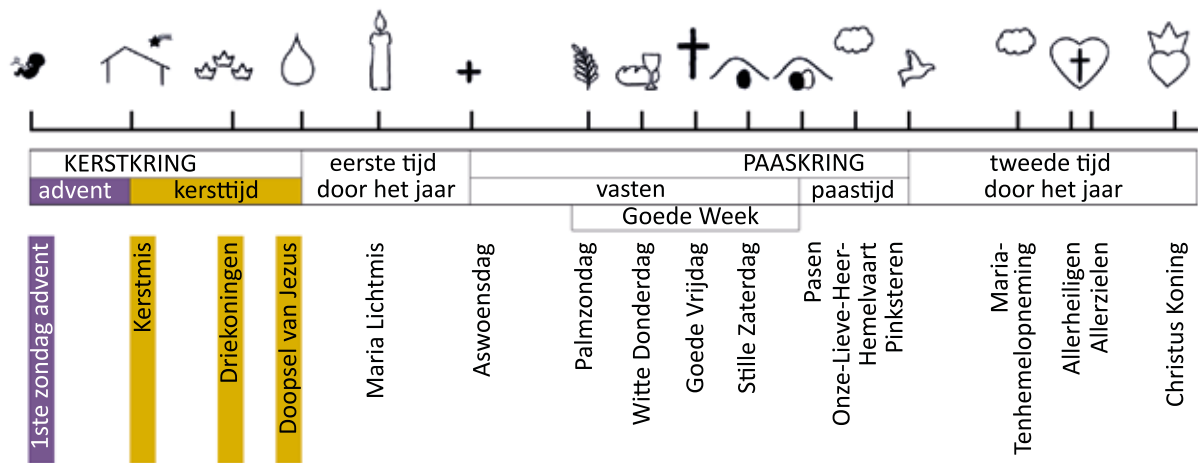 KERSTKRING
eerste tijd
door het jaar
PAASKRING
tweede tijd
door het jaar
advent
kersttijd
vasten
paastijd
Goede Week
1ste zondag advent
Kerstmis
Driekoningen
Doopsel van Jezus
Maria Lichtmis
Aswoensdag
Palmzondag
Witte Donderdag
Goede Vrijdag
Stille Zaterdag
Pasen
Onze-Lieve-Heer-
Hemelvaart
Pinksteren
Maria-
Tenhemelopneming
Allerheiligen
Allerzielen
Christus Koning